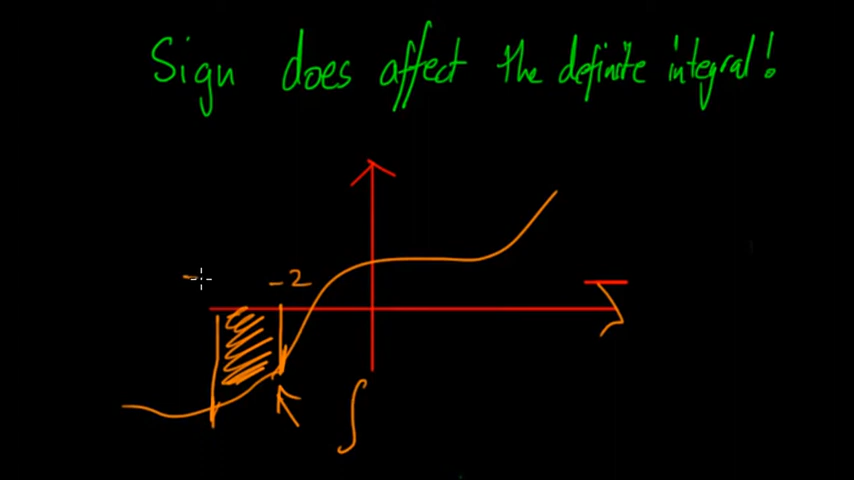 Sign does affect the definite integral!
-2
-
∫